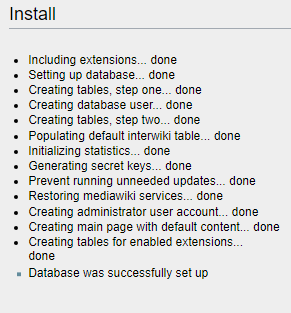 Install
Including extensions... done
Setting up database... done
Creating tables, step one... done
Creating database user... done
Creating tables, step two... done
Populating default interwiki table... done
Initializing statistics... done
Generating secret keys... done
Prevent running unneeded updates... done
Restoring mediawiki services... done
Creating administrator user account... done
Creating main page with default content... done
Creating tables for enabled extensions...
done
Database was successfully set up